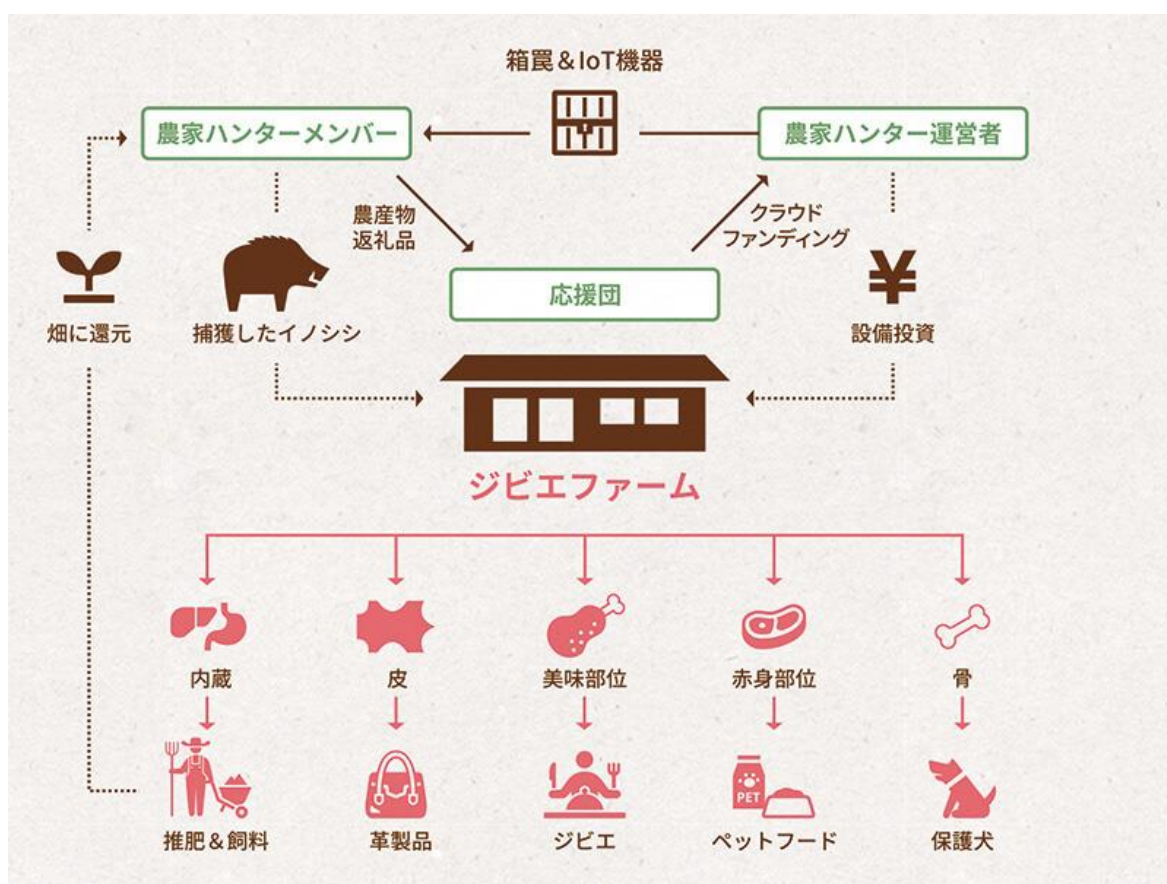 箱罠&IoT機器
農家ハンターメンバー
農家ハンター運営者
農産物
返礼品
クラウド
ファンディング
応援団
畑に還元
捕獲したイノシシ
設備投資
ジビエファーム
内蔵
皮
美味部位
赤身部位
骨
PET
推肥&飼料
革製品
ジビエ
ペットフード
保護犬